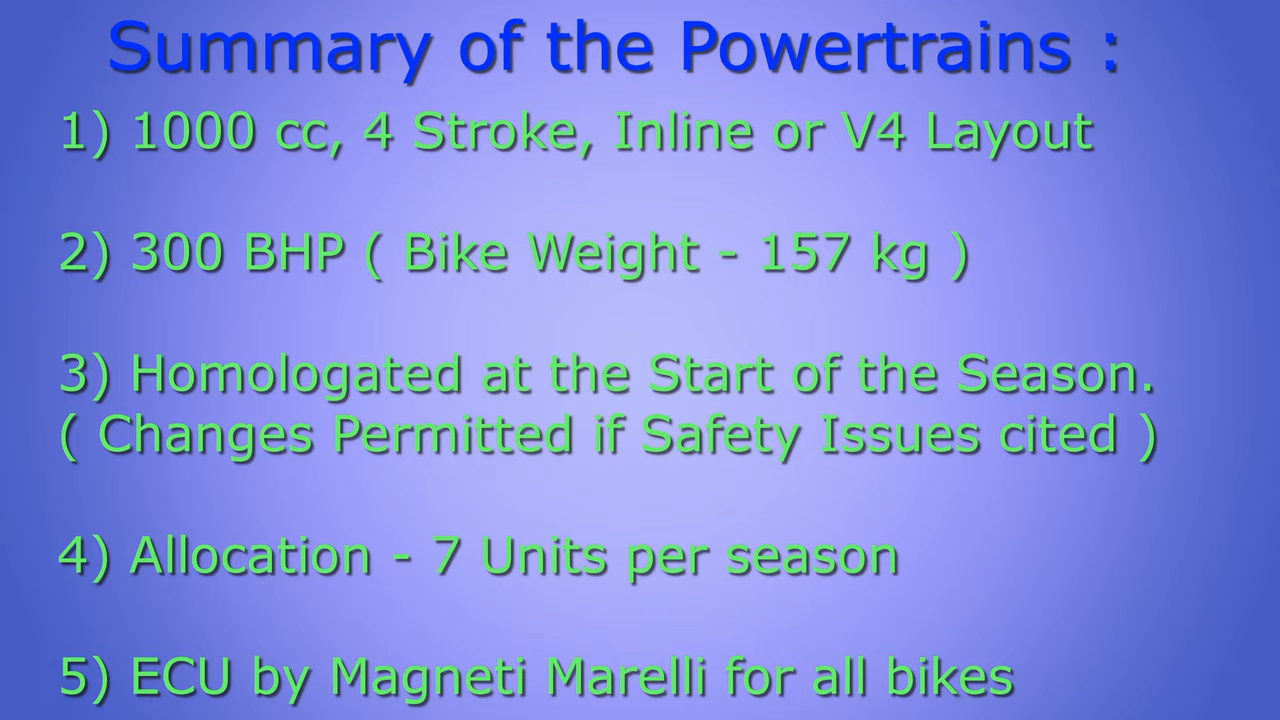 Summary of the Powertrains :
1) 1000 cc, 4 Stroke, Inline or V4 Layout
2) 300 BHP ( Bike Weight - 157 kg )
3) Homologated at the Start of the Season.
( Changes Permitted if Safety Issues cited )
4) Allocation - 7 Units per season
5) ECU by Magneti Marelli for all bikes